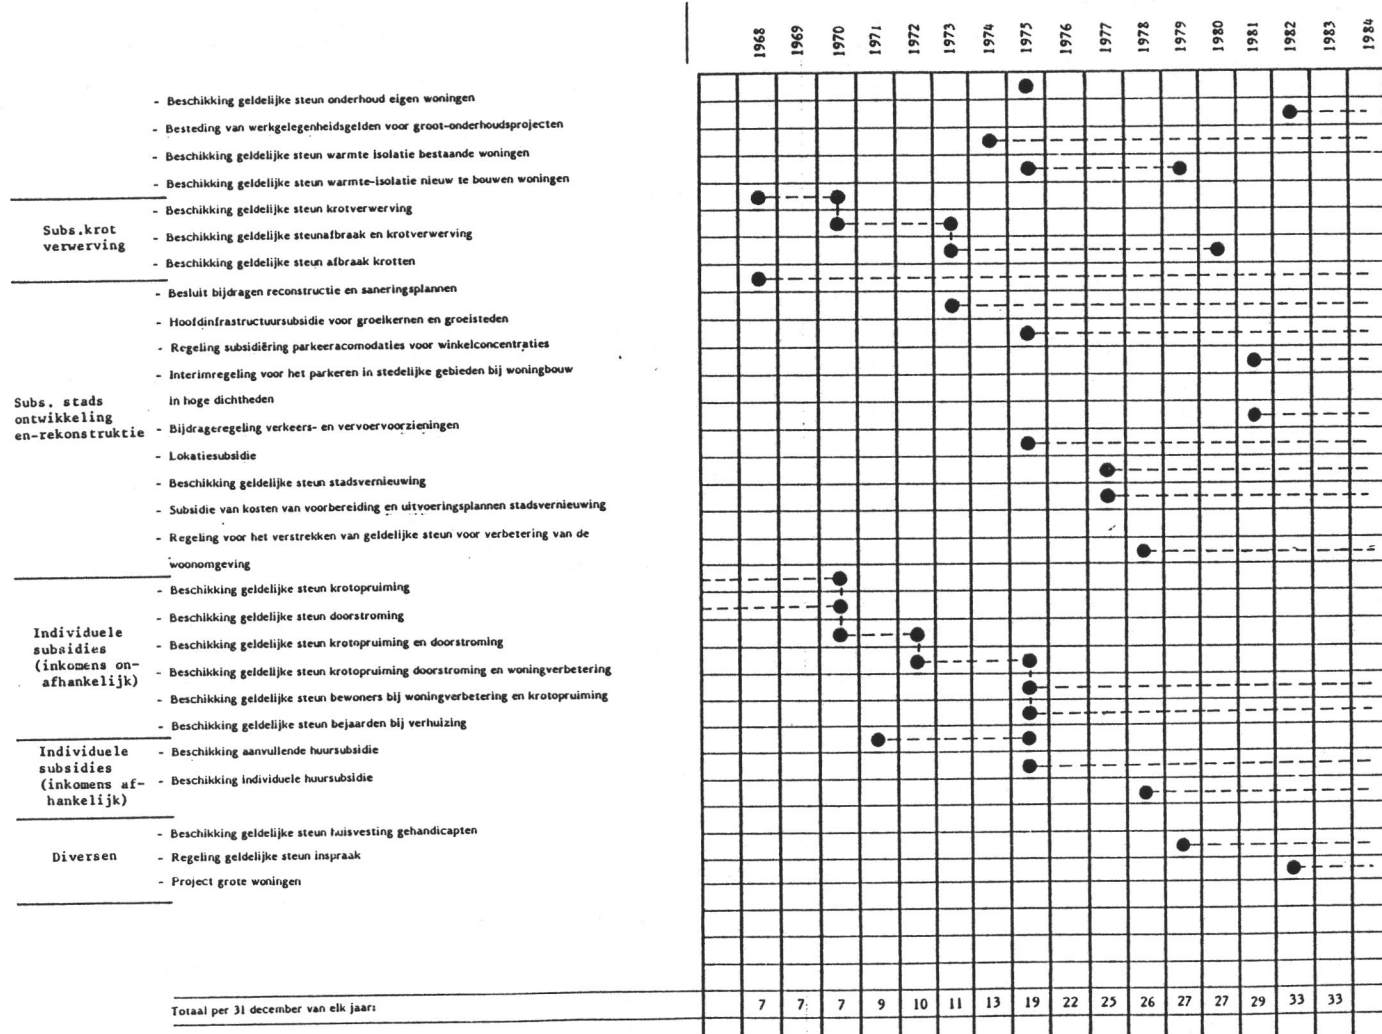 1968 1969 1970 1971 1972 1973 1974 1975 1976 1977 1978 1979 1980 1981 1982 1983 1984
- Beschikking geldelijke steun onderhoud eigen woningen
- Besteding van werkgelegenheidsgelden voor groot-onderhoudsprojecten
- Beschikking geldelijke steun warmte isolatie bestaande woningen
- Beschikking geldelijke steun warmte-isolatie nieuw te bouwen woningen
Subs.krot
verwerving
- Beschikking geldelijke steun krotverwerving
- Beschikking geldelijke steunafbraak en krotverwerving
- Beschikking geldelijke steun afbraak krotten
Subs. stads
ontwikkeling
en-rekonstruktie
- Besluit bijdragen reconstructie en saneringsplannen
- Hoofdinfrastructuursubsidie voor groeikernen en groeisteden
- Regeling subsidiëring parkeeracomodaties voor winkelconcentraties
- Interimregeling voor het parkeren in stedelijke gebieden bij woningbouw
in hoge dichtheden
- Bijdrageregeling verkeers- en vervoervoorzieningen
- Lokatiesubsidie
- Beschikking geldelijke steun stadsvernieuwing
- Subsidie van kosten van voorbereiding en uitvoeringsplannen stadsvernieuwing
- Regeling voor het verstrekken van geldelijke steun voor verbetering van de
woonomgeving
Individuele
subsidies
(inkomens on-
afhankelijk)
- Beschikking geldelijke steun krotopruiming
- Beschikking geldelijke steun doorstroming
- Beschikking geldelijke steun krotopruiming en doorstroming
- Beschikking geldelijke steun krotopruiming doorstroming en woningverbetering
- Beschikking geldelijke steun bewoners bij woningverbetering en krotopruiming
- Beschikking geldelijke steun bejaarden bij verhuizing
Individuele
subsidies
(inkomens af-
hankelijk)
- Beschikking aanvullende huursubsidie
- Beschikking individuele huursubsidie
Diversen
- Beschikking geldelijke steun huisvesting gehandicapten
- Regeling geldelijke steun inspraak
- Project grote woningen
Totaal per 31 december van elk jaar: 7 7 7 9 10 11 13 19 22 25 26 27 27 29 33 33